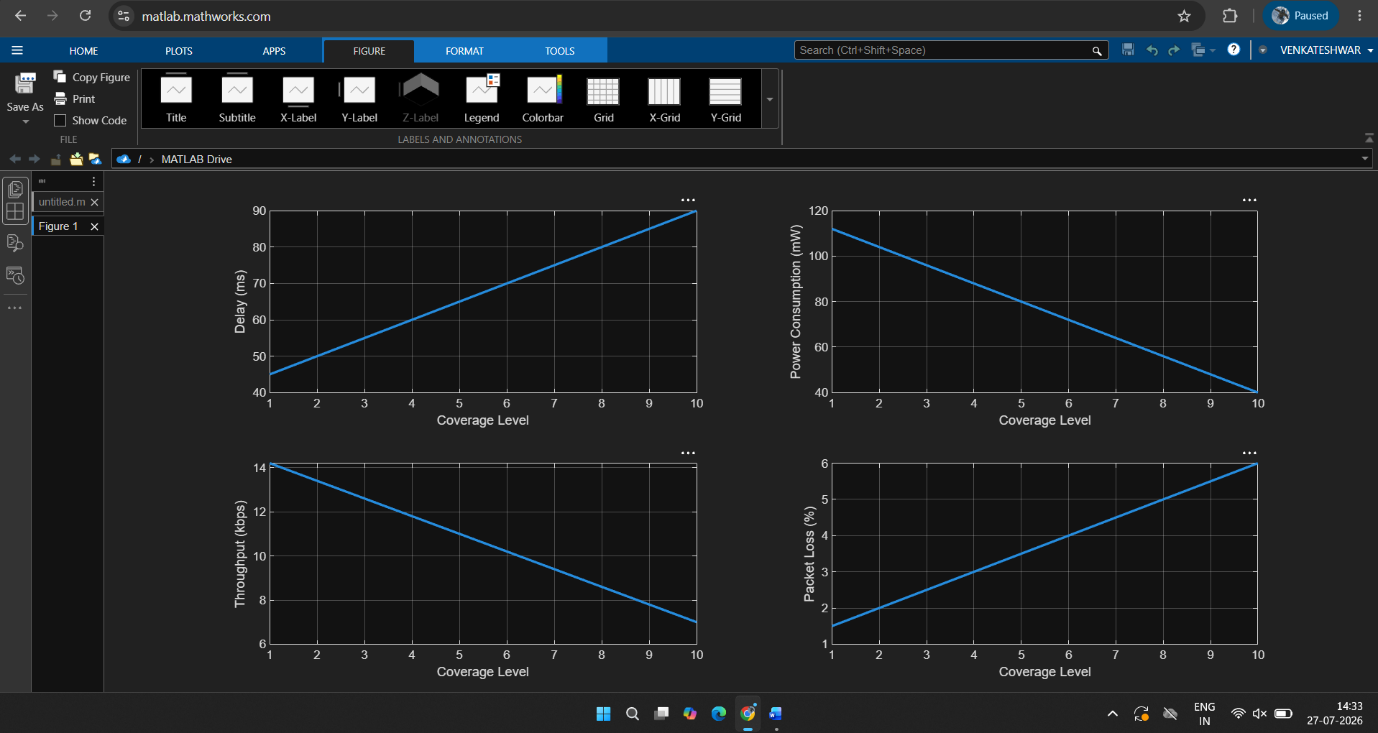 matlab.mathworks.com
Paused
HOME PLOTS APPS FIGURE FORMAT TOOLS
Search (Ctrl+Shift+Space)
VENKATESHWAR
Save As
Copy Figure
Print
Show Code
FILE
Title Subtitle X-Label Y-Label Z-Label Legend Colorbar Grid X-Grid Y-Grid
LABELS AND ANNOTATIONS
/ › MATLAB Drive
untitled.m
Figure 1
Delay (ms)
90
80
70
60
50
40
1 2 3 4 5 6 7 8 9 10
Coverage Level
Power Consumption (mW)
120
100
80
60
40
1 2 3 4 5 6 7 8 9 10
Coverage Level
Throughput (kbps)
14
12
10
8
6
1 2 3 4 5 6 7 8 9 10
Coverage Level
Packet Loss (%)
6
5
4
3
2
1
1 2 3 4 5 6 7 8 9 10
Coverage Level
ENG
IN
14:33
27-07-2026